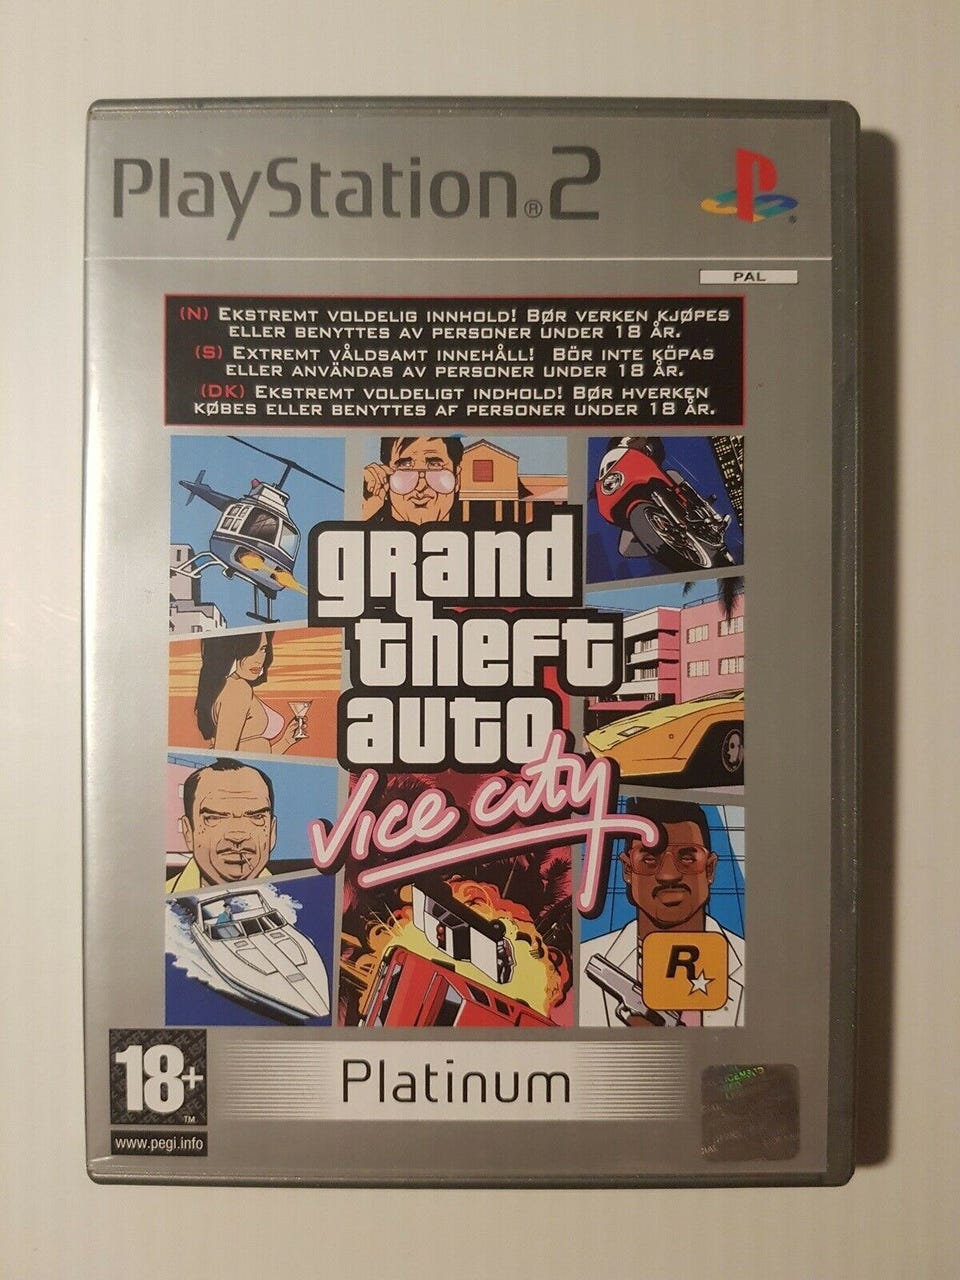 PlayStation®2
PAL
(N) EKSTREMT VOLDELIG INNHOLD! BØR VERKEN KJØPES
ELLER BENYTTES AV PERSONER UNDER 18 ÅR.
(S) EXTREMT VÅLDSAMT INNEHÅLL! BÖR INTE KÖPAS
ELLER ANVÄNDAS AV PERSONER UNDER 18 ÅR.
(DK) EKSTREMT VOLDELIGT INDHOLD! BØR HVERKEN
KØBES ELLER BENYTTES AF PERSONER UNDER 18 ÅR.
grand
theft
auto
Vice City
R
18+
TM
www.pegi.info
Platinum